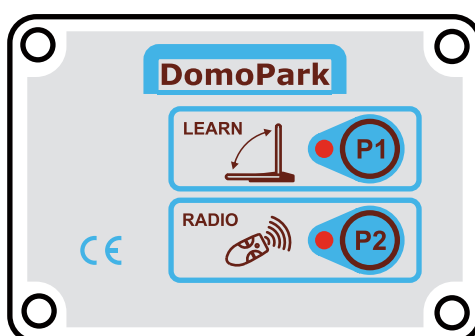 DomoPark
LEARN
P1
RADIO
P2
CE